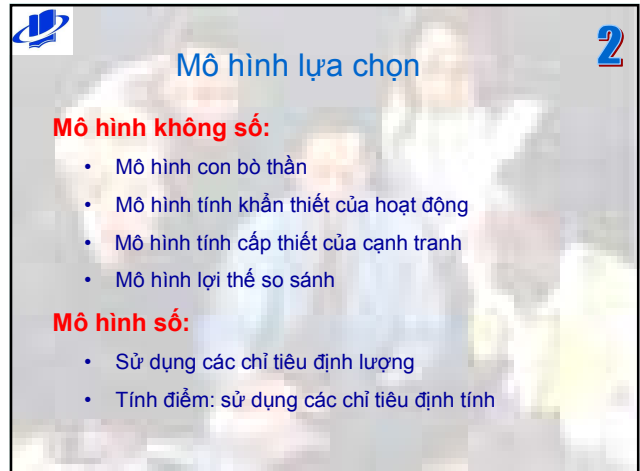 2
Mô hình lựa chọn
Mô hình không số:
• Mô hình con bò thần
• Mô hình tính khẩn thiết của hoạt động
• Mô hình tính cấp thiết của cạnh tranh
• Mô hình lợi thế so sánh
Mô hình số:
• Sử dụng các chỉ tiêu định lượng
• Tính điểm: sử dụng các chỉ tiêu định tính